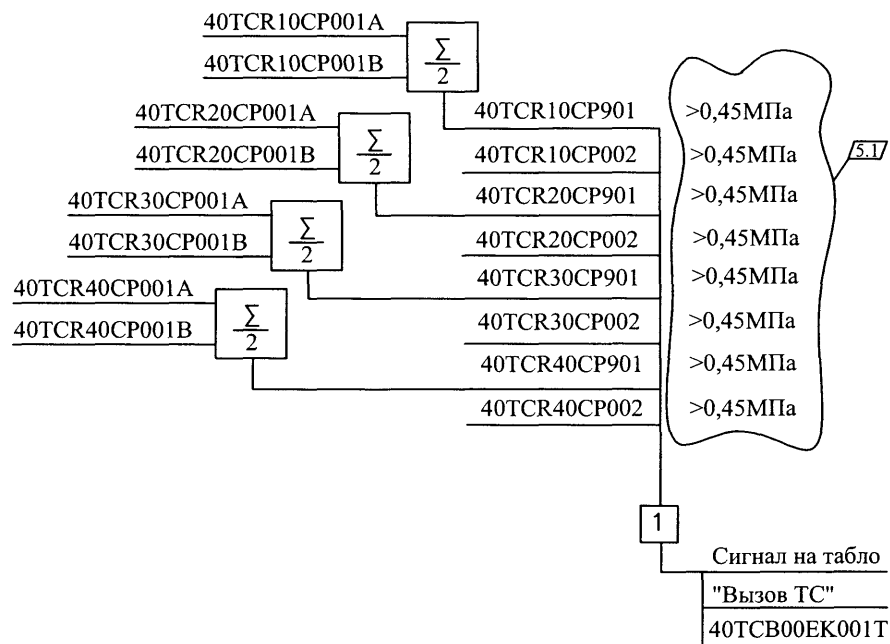 40TCR10CP001A
40TCR10CP001B
Σ
2
40TCR20CP001A
40TCR20CP001B
Σ
2
40TCR30CP001A
40TCR30CP001B
Σ
2
40TCR40CP001A
40TCR40CP001B
Σ
2
40TCR10CP901 >0,45МПа
40TCR10CP002 >0,45МПа
40TCR20CP901 >0,45МПа
40TCR20CP002 >0,45МПа
40TCR30CP901 >0,45МПа
40TCR30CP002 >0,45МПа
40TCR40CP901 >0,45МПа
40TCR40CP002 >0,45МПа
5.1
1
Сигнал на табло
"Вызов ТС"
40TCB00EK001T